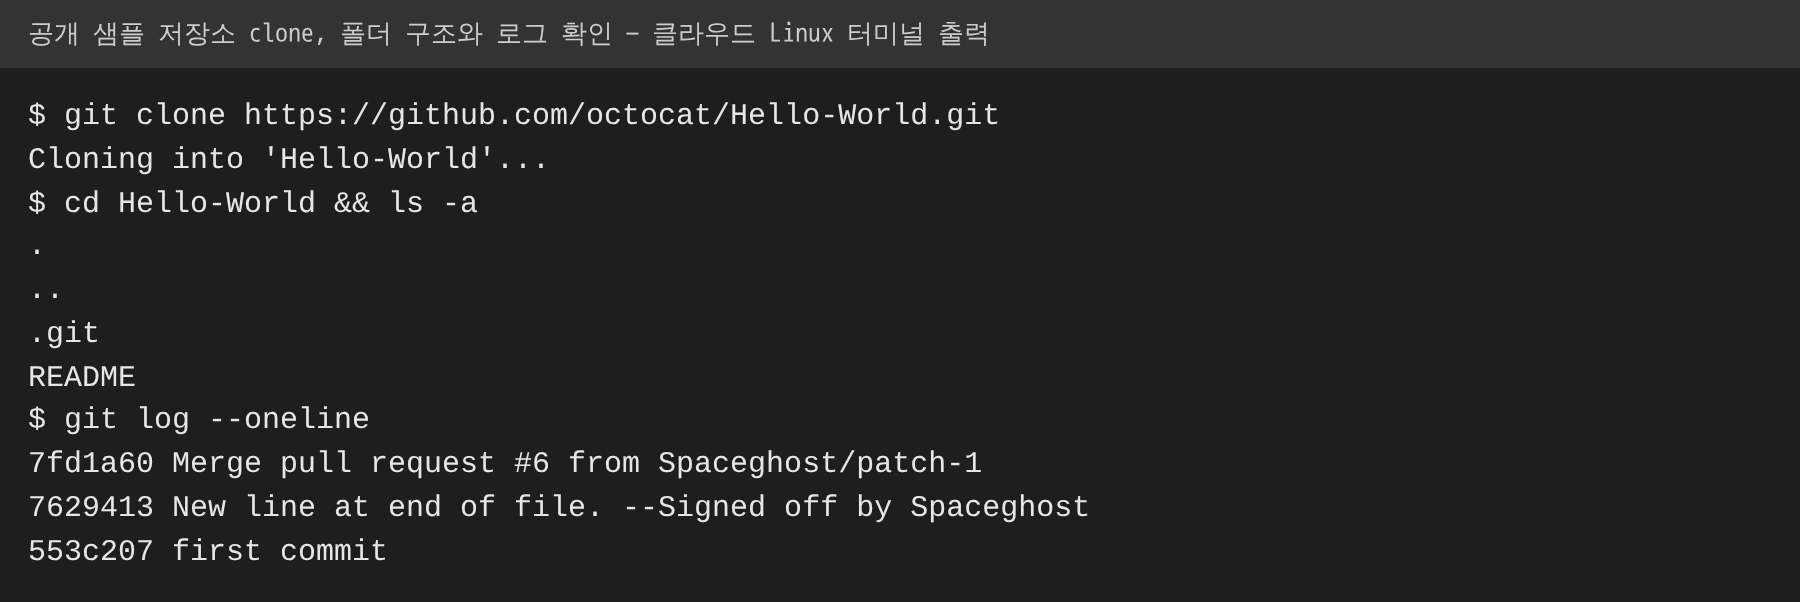 공개 샘플 저장소 clone, 폴더 구조와 로그 확인 – 클라우드 Linux 터미널 출력
$ git clone https://github.com/octocat/Hello-World.git
Cloning into 'Hello-World'...
$ cd Hello-World && ls -a
.
..
.git
README
$ git log --oneline
7fd1a60 Merge pull request #6 from Spaceghost/patch-1
7629413 New line at end of file. --Signed off by Spaceghost
553c207 first commit